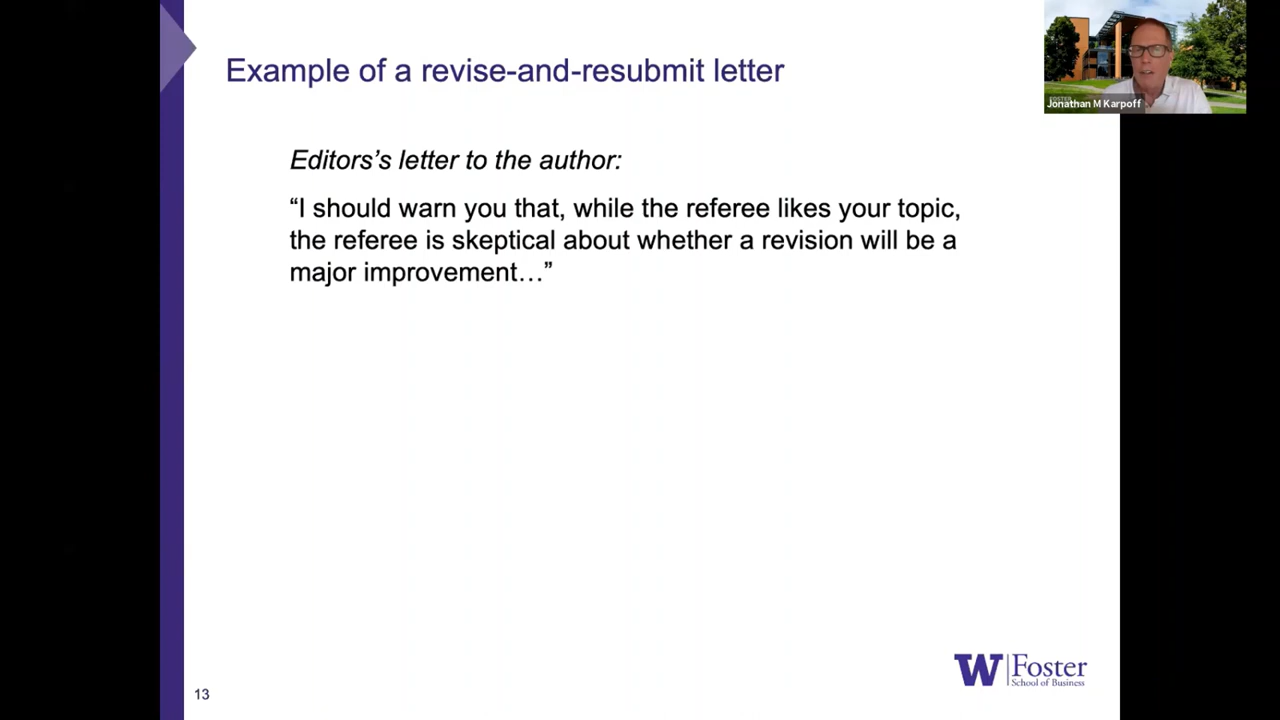 Example of a revise-and-resubmit letter
Jonathan M Karpoff
Editors's letter to the author:
“I should warn you that, while the referee likes your topic,
the referee is skeptical about whether a revision will be a
major improvement…”
W Foster
School of Business
13